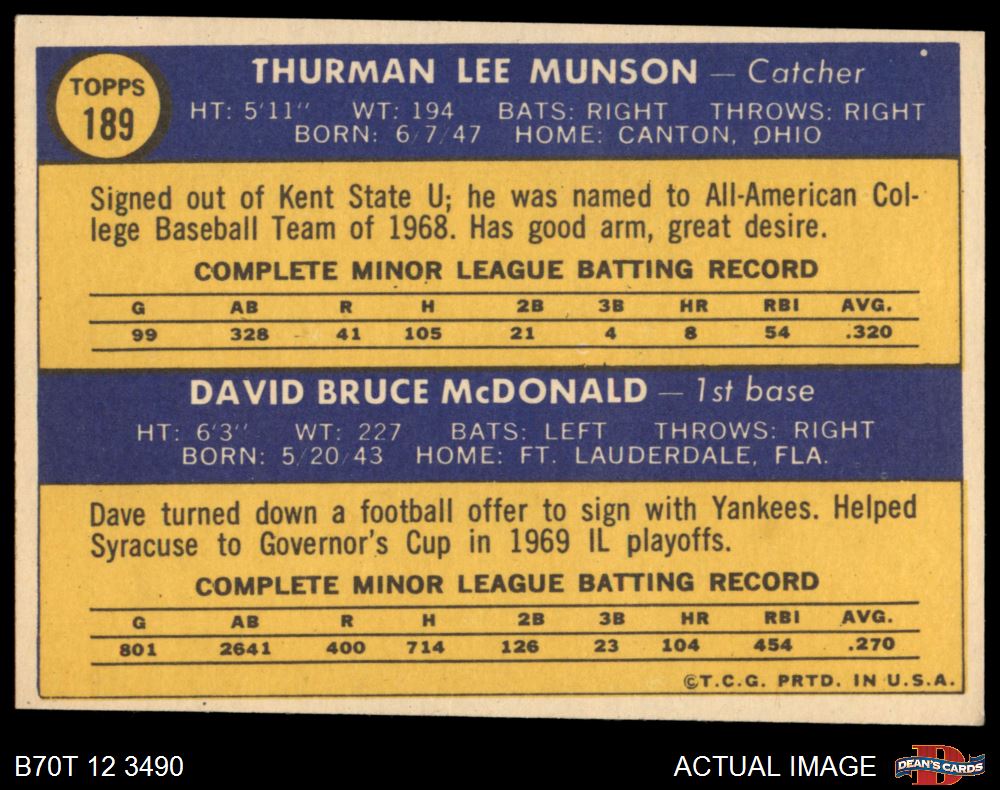 TOPPS
189
THURMAN LEE MUNSON — Catcher
HT: 5'11" WT: 194 BATS: RIGHT THROWS: RIGHT
BORN: 6/7/47 HOME: CANTON, OHIO
Signed out of Kent State U; he was named to All-American Col-
lege Baseball Team of 1968. Has good arm, great desire.
COMPLETE MINOR LEAGUE BATTING RECORD
G AB R H 2B 3B HR RBI AVG.
99 328 41 105 21 4 8 54 .320
DAVID BRUCE McDONALD — 1st base
HT: 6'3" WT: 227 BATS: LEFT THROWS: RIGHT
BORN: 5/20/43 HOME: FT. LAUDERDALE, FLA.
Dave turned down a football offer to sign with Yankees. Helped
Syracuse to Governor's Cup in 1969 IL playoffs.
COMPLETE MINOR LEAGUE BATTING RECORD
G AB R H 2B 3B HR RBI AVG.
801 2641 400 714 126 23 104 454 .270
©T.C.G. PRTD. IN U.S.A.
B70T 12 3490 ACTUAL IMAGE DEAN'S CARDS